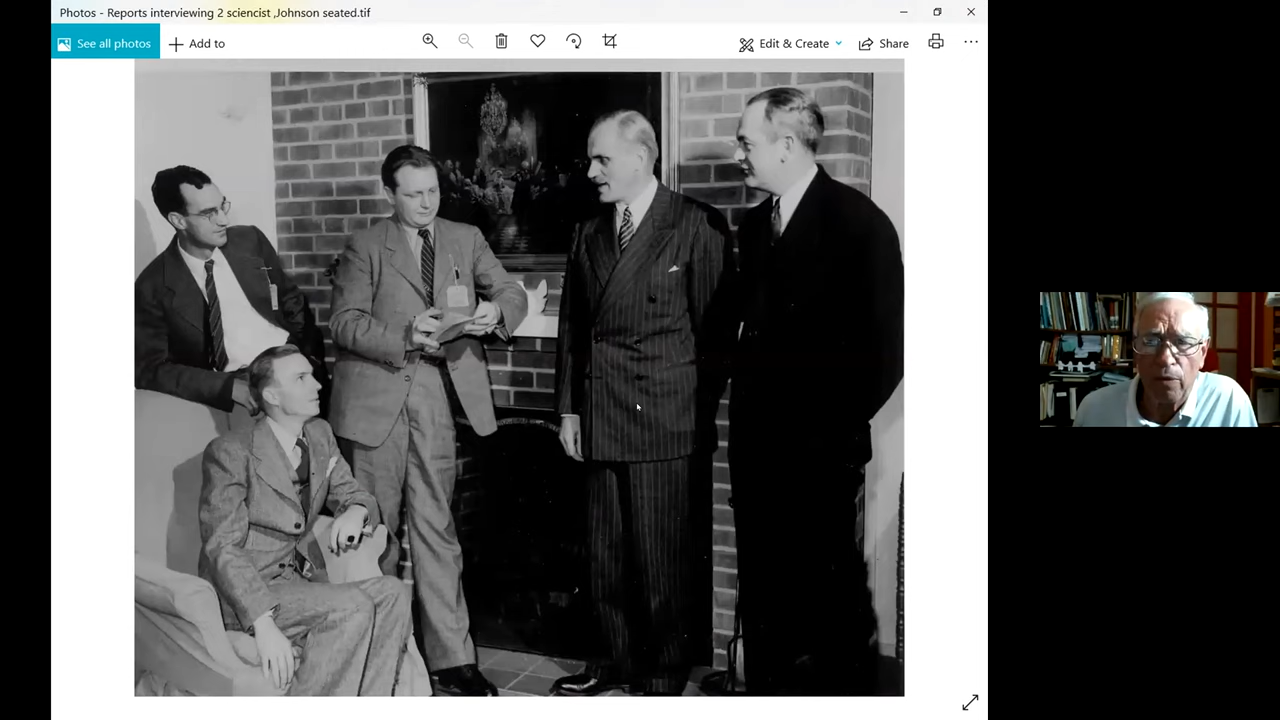 Photos - Reports interviewing 2 sciencist ,Johnson seated.tif
See all photos
Add to
Edit & Create
Share